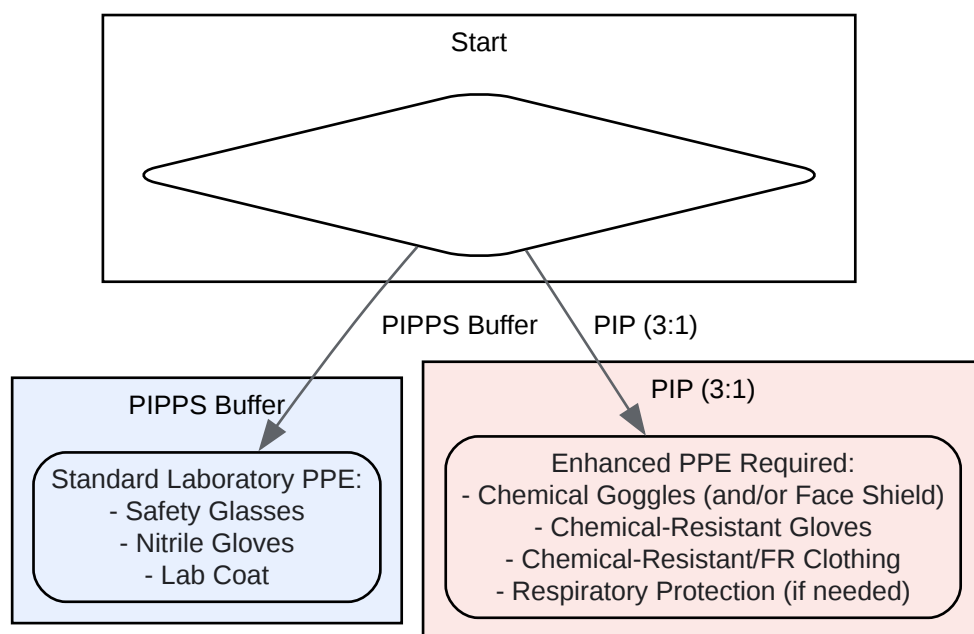 Start
PIPPS Buffer
PIP (3:1)
PIPPS Buffer
Standard Laboratory PPE:
- Safety Glasses
- Nitrile Gloves
- Lab Coat
PIP (3:1)
Enhanced PPE Required:
- Chemical Goggles (and/or Face Shield)
- Chemical-Resistant Gloves
- Chemical-Resistant/FR Clothing
- Respiratory Protection (if needed)